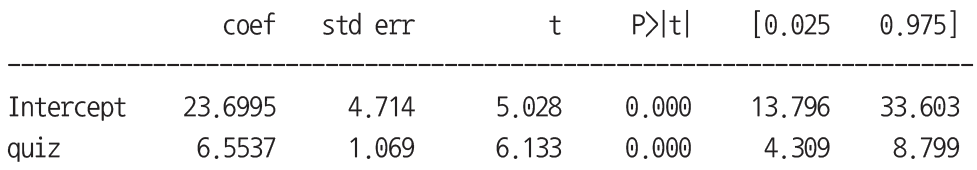 coef std err t P>|t| [0.025 0.975]
Intercept 23.6995 4.714 5.028 0.000 13.796 33.603
quiz 6.5537 1.069 6.133 0.000 4.309 8.799